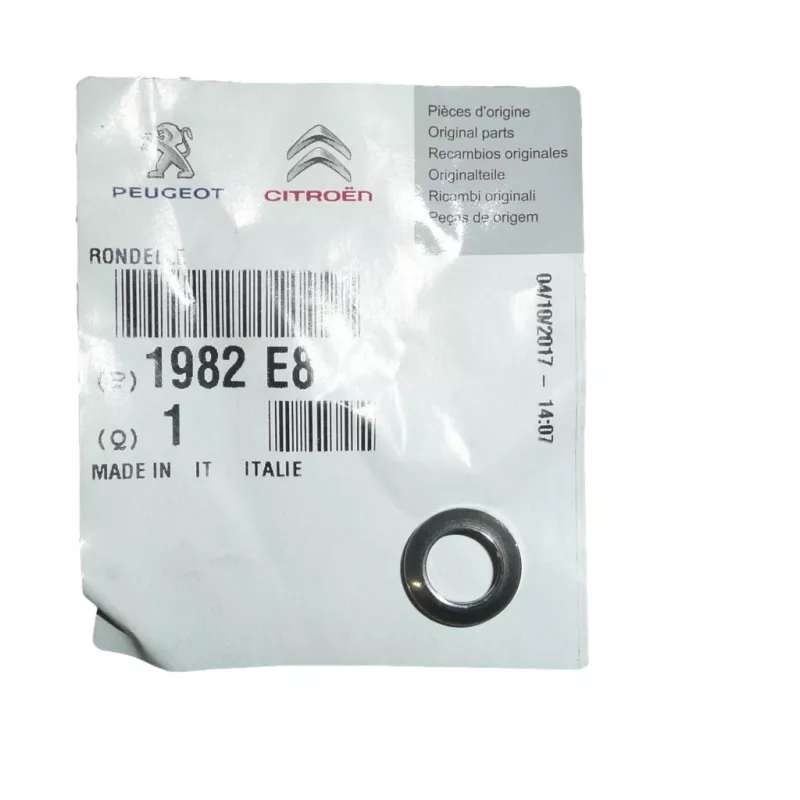 PEUGEOT
CITROËN
Pièces d'origine
Original parts
Recambios originales
Originalteile
Ricambi originali
Peças de origem
RONDELLE
(P) 1982 E8
(Q) 1
MADE IN IT ITALIE
04/10/2017 - 14:07